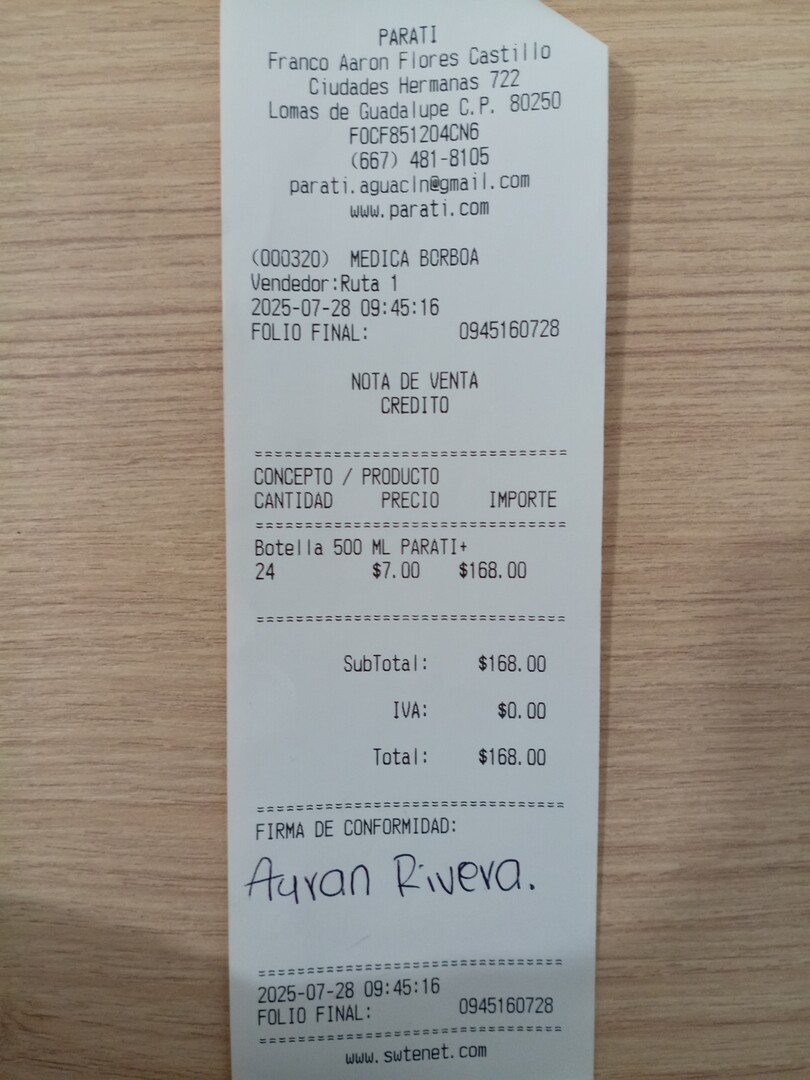 PARATI
Franco Aaron Flores Castillo
Ciudades Hermanas 722
Lomas de Guadalupe C.P. 80250
FOCF851204CN6
(667) 481-8105
parati.aguacln@gmail.com
www.parati.com
(000320) MEDICA BORBOA
Vendedor:Ruta 1
2025-07-28 09:45:16
FOLIO FINAL: 0945160728
NOTA DE VENTA
CREDITO
===============================
CONCEPTO / PRODUCTO
CANTIDAD PRECIO IMPORTE
===============================
Botella 500 ML PARATI+
24 $7.00 $168.00
===============================
SubTotal: $168.00
IVA: $0.00
Total: $168.00
===============================
FIRMA DE CONFORMIDAD:
Ayran Rivera.
===============================
2025-07-28 09:45:16
FOLIO FINAL: 0945160728
===============================
www.swtenet.com